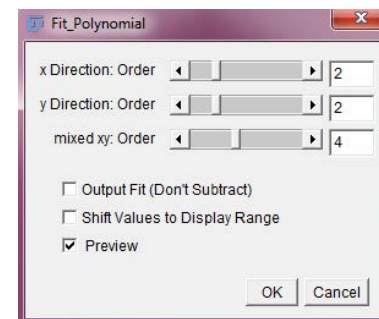 Fit_Polynomial
x Direction: Order 2
y Direction: Order 2
mixed xy: Order 4
Output Fit (Don't Subtract)
Shift Values to Display Range
Preview
OK Cancel